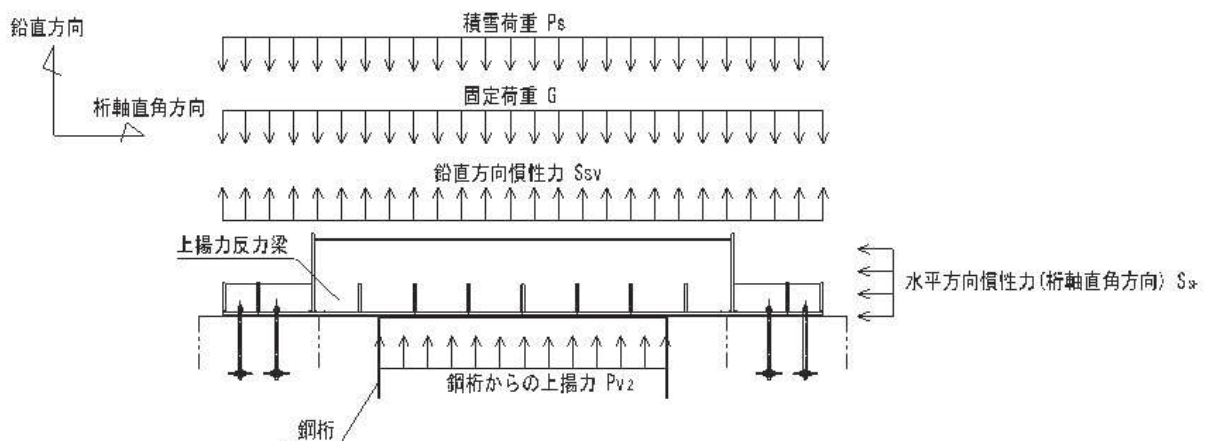 鉛直方向
桁軸直角方向
積雪荷重 Ps
固定荷重 G
鉛直方向慣性力 Ssv
上揚力反力梁
水平方向慣性力(桁軸直角方向)
鋼桁からの上揚力 Pv2
鋼桁